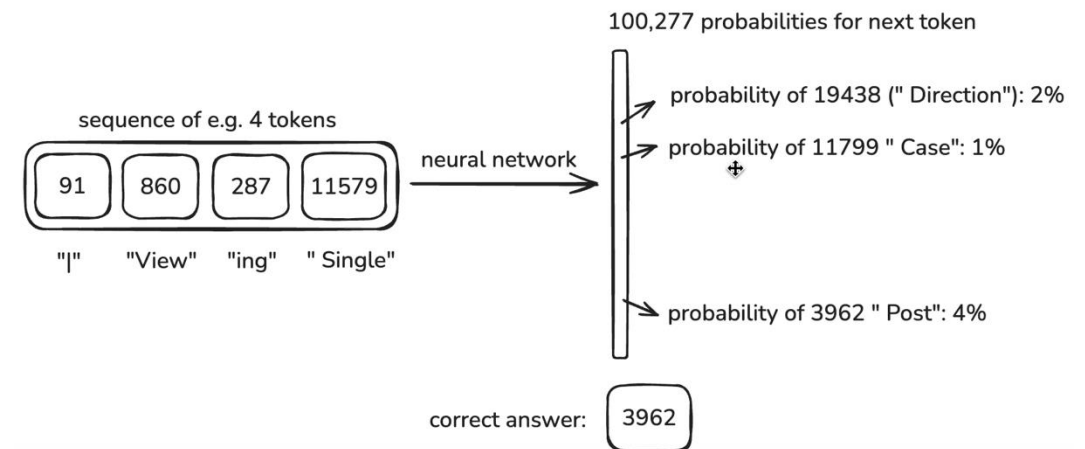 100,277 probabilities for next token
probability of 19438 (" Direction"): 2%
sequence of e.g. 4 tokens
probability of 11799 " Case": 1%
neural network
91 860 287 11579
"|" "View" "ing" " Single"
probability of 3962 " Post": 4%
correct answer: 3962